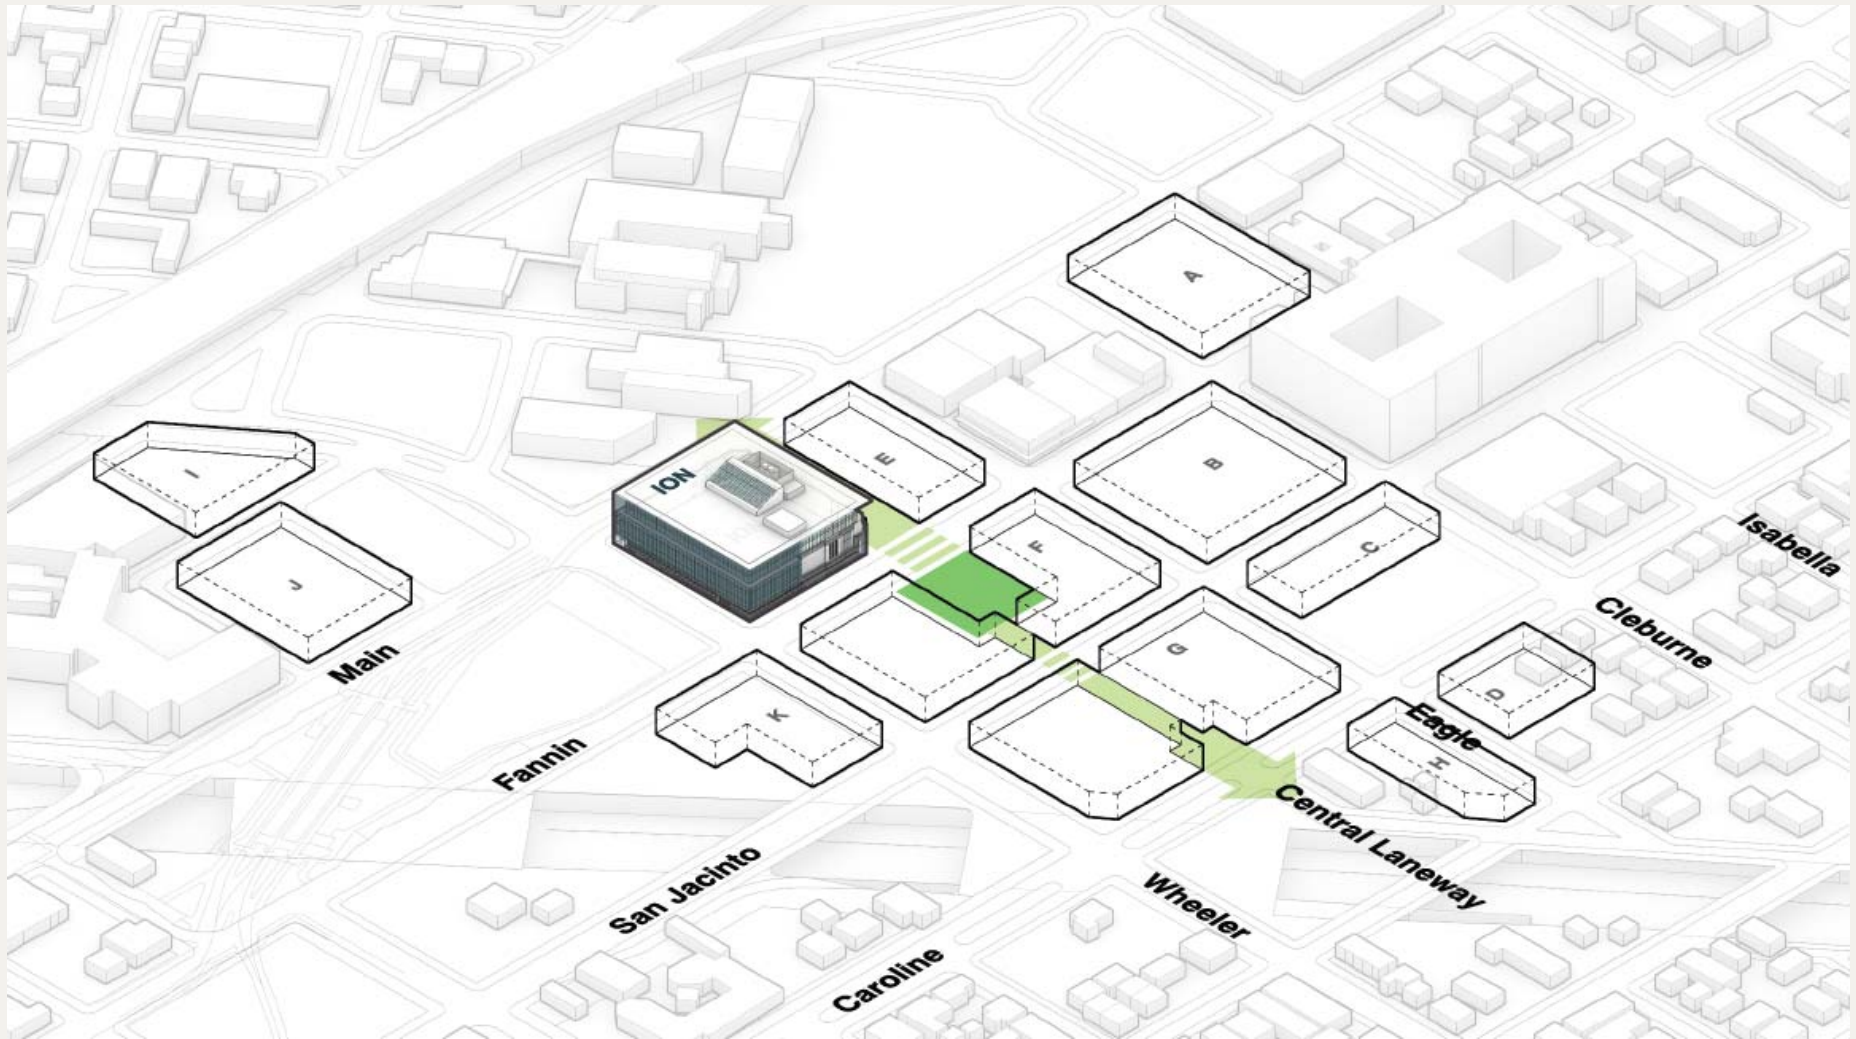 A
B
E
ION
I
F
C
Isabella
J
Cleburne
Main
G
D
K
Eagle
Fannin
H
Central Laneway
San Jacinto
Wheeler
Caroline